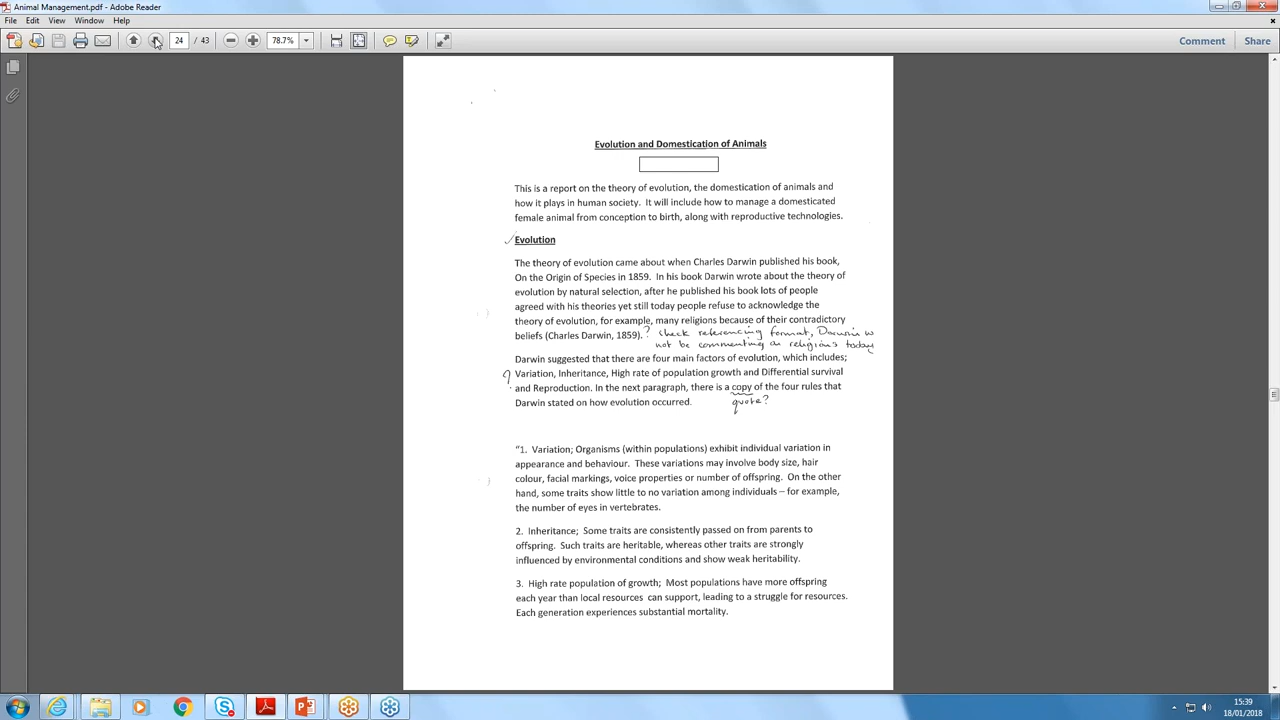 Animal Management.pdf - Adobe Reader
File Edit View Window Help
24 / 43 78.7% Comment Share
Evolution and Domestication of Animals
This is a report on the theory of evolution, the domestication of animals and
how it plays in human society. It will include how to manage a domesticated
female animal from conception to birth, along with reproductive technologies.
Evolution
The theory of evolution came about when Charles Darwin published his book,
On the Origin of Species in 1859. In his book Darwin wrote about the theory of
evolution by natural selection, after he published his book lots of people
agreed with his theories yet still today people refuse to acknowledge the
theory of evolution, for example, many religions because of their contradictory
beliefs (Charles Darwin, 1859). ? check referencing format, Darwin w
not be commenting on religions today
Darwin suggested that there are four main factors of evolution, which includes;
? Variation, Inheritance, High rate of population growth and Differential survival
and Reproduction. In the next paragraph, there is a copy of the four rules that
Darwin stated on how evolution occurred. quote?
"1. Variation; Organisms (within populations) exhibit individual variation in
appearance and behaviour. These variations may involve body size, hair
colour, facial markings, voice properties or number of offspring. On the other
hand, some traits show little to no variation among individuals – for example,
the number of eyes in vertebrates.
2. Inheritance; Some traits are consistently passed on from parents to
offspring. Such traits are heritable, whereas other traits are strongly
influenced by environmental conditions and show weak heritability.
3. High rate population of growth; Most populations have more offspring
each year than local resources can support, leading to a struggle for resources.
Each generation experiences substantial mortality.
15:39
18/01/2018